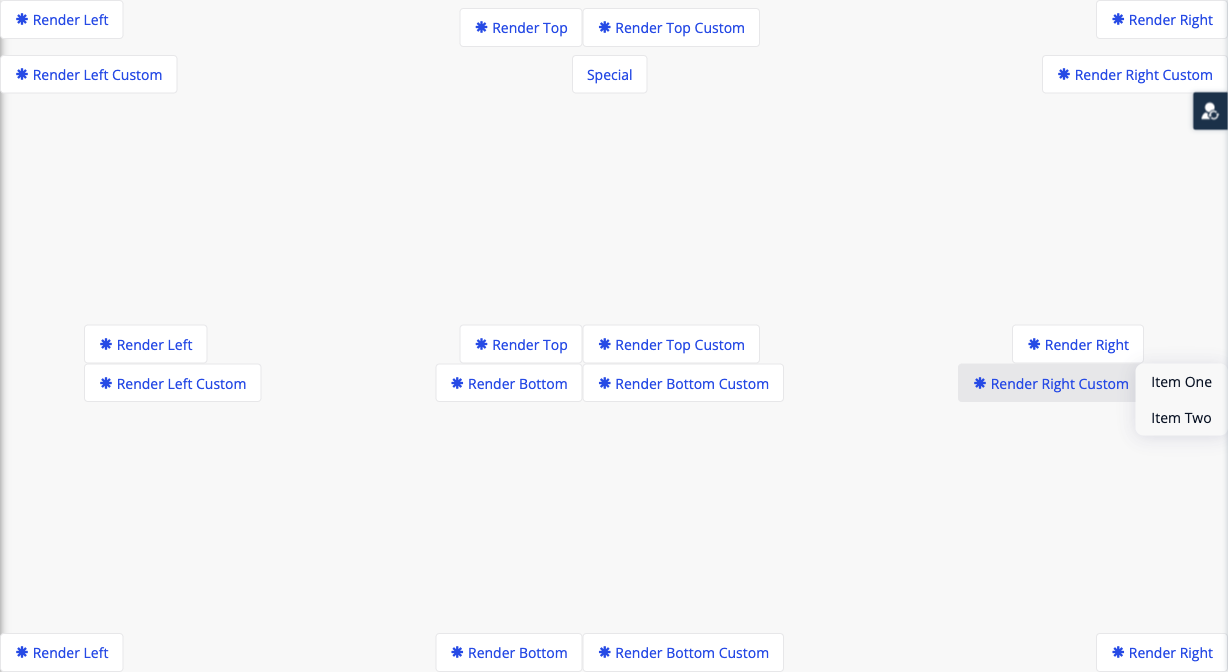 Render Left
Render Top
Render Top Custom
Render Right
Render Left Custom
Special
Render Right Custom
Render Left
Render Top
Render Top Custom
Render Right
Render Left Custom
Render Bottom
Render Bottom Custom
Render Right Custom
Item One
Item Two
Render Left
Render Bottom
Render Bottom Custom
Render Right